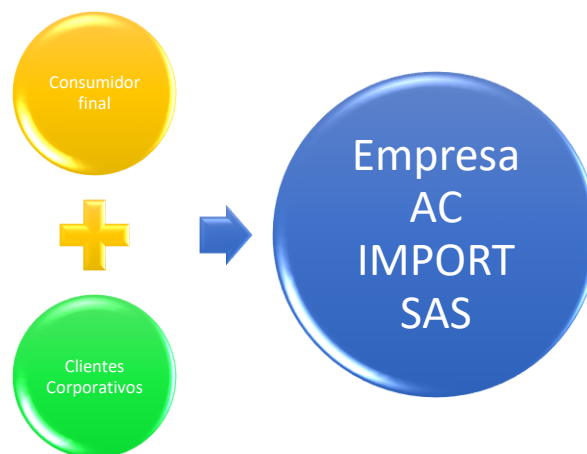 Consumidor
final
Clientes
Corporativos
Empresa
AC
IMPORT
SAS